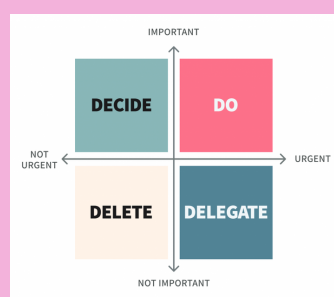 IMPORTANT
DECIDE
DO
NOT
URGENT
URGENT
DELETE
DELEGATE
NOT IMPORTANT